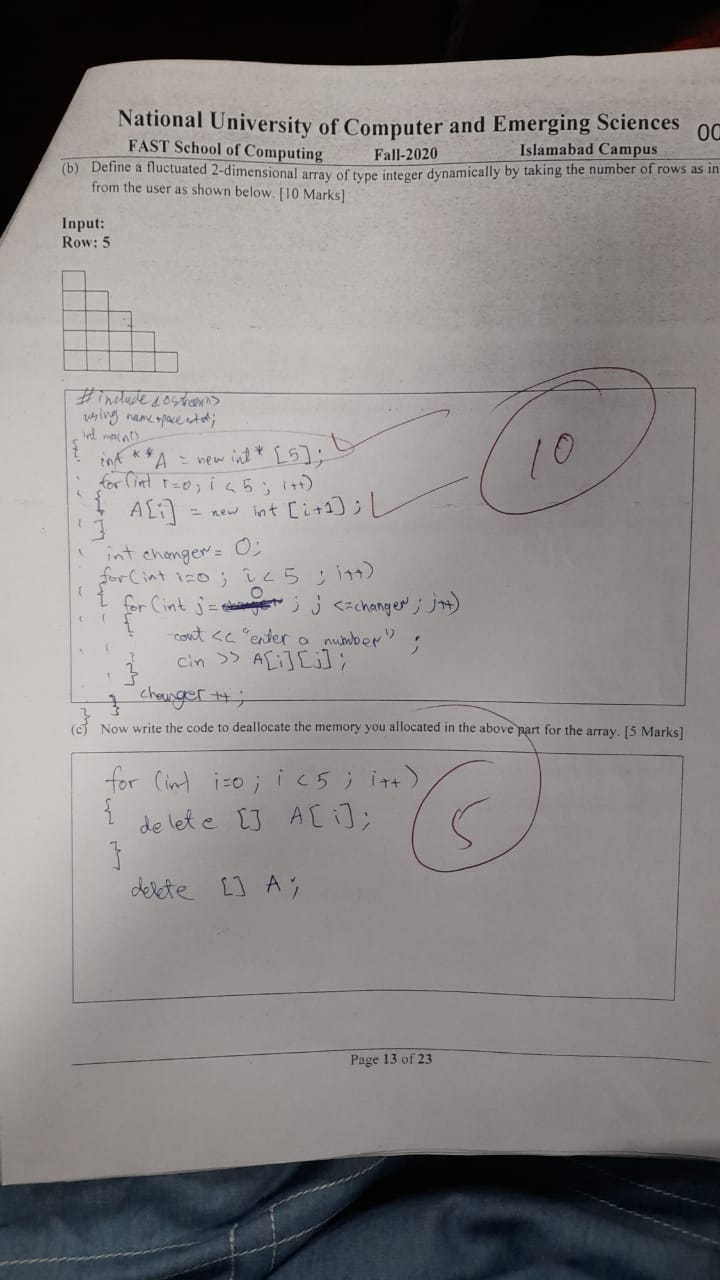 National University of Computer and Emerging Sciences 00
FAST School of Computing Fall-2020 Islamabad Campus
(b) Define a fluctuated 2-dimensional array of type integer dynamically by taking the number of rows as in
from the user as shown below. [10 Marks]
Input:
Row: 5
#include <iostream>
using namespace std;
int main()
{ int **A = new int* [5];
for (int i=0; i < 5; i++)
{ A[i] = new int [i+1];
}
10
int changer = 0;
for (int i=0; i < 5; i++)
{ for (int j = 0; j <=changer; j++)
{
cout << "enter a number";
cin >> A[i][j];
}
changer ++;
}
}
(c) Now write the code to deallocate the memory you allocated in the above part for the array. [5 Marks]
for (int i=0; i < 5; i++)
{ delete [] A[i];
}
delete [] A;
5
Page 13 of 23